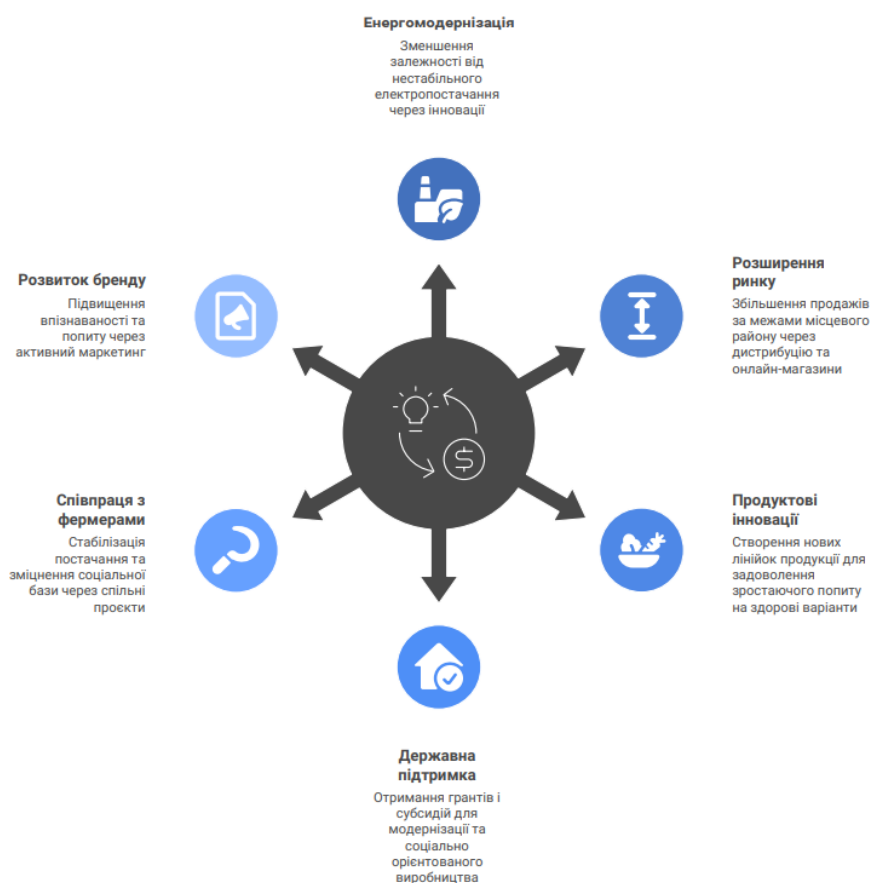 Енергомодернізація
Зменшення
залежності від
нестабільного
електропостачання
через інновації
Розвиток бренду
Підвищення
впізнаваності та
попиту через
активний маркетинг
Розширення
ринку
Збільшення продажів
за межами місцевого
району через
дистрибуцію та
онлайн-магазини
Співпраця з
фермерами
Стабілізація
постачання та
зміцнення соціальної
бази через спільні
проєкти
Продуктові
інновації
Створення нових
лінійок продукції для
задоволення
зростаючого попиту
на здорові варіанти
Державна
підтримка
Отримання грантів і
субсидій для
модернізації та
соціально
орієнтованого
виробництва